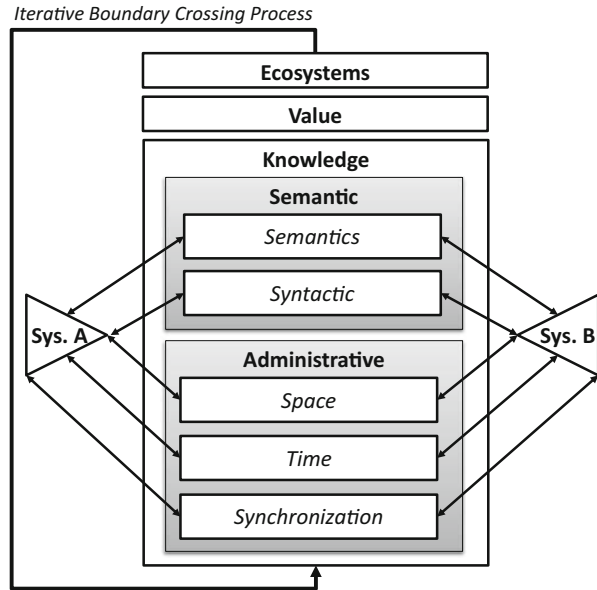 Iterative Boundary Crossing Process
Ecosystems
Value
Knowledge
Semantic
Semantics
Syntactic
Sys. A
Sys. B
Administrative
Space
Time
Synchronization